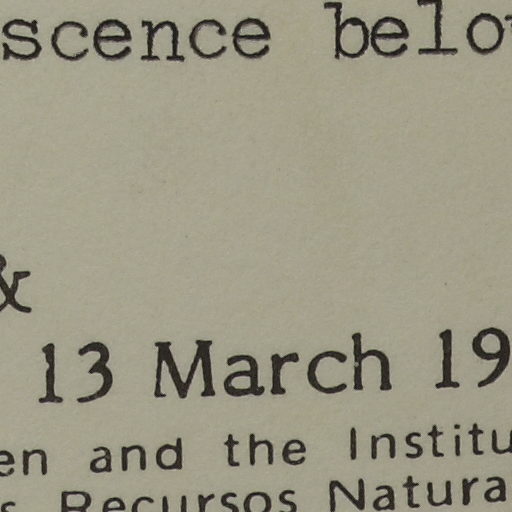 scence belo
&
13 March 19
en and the Institu
s Recursos Natura